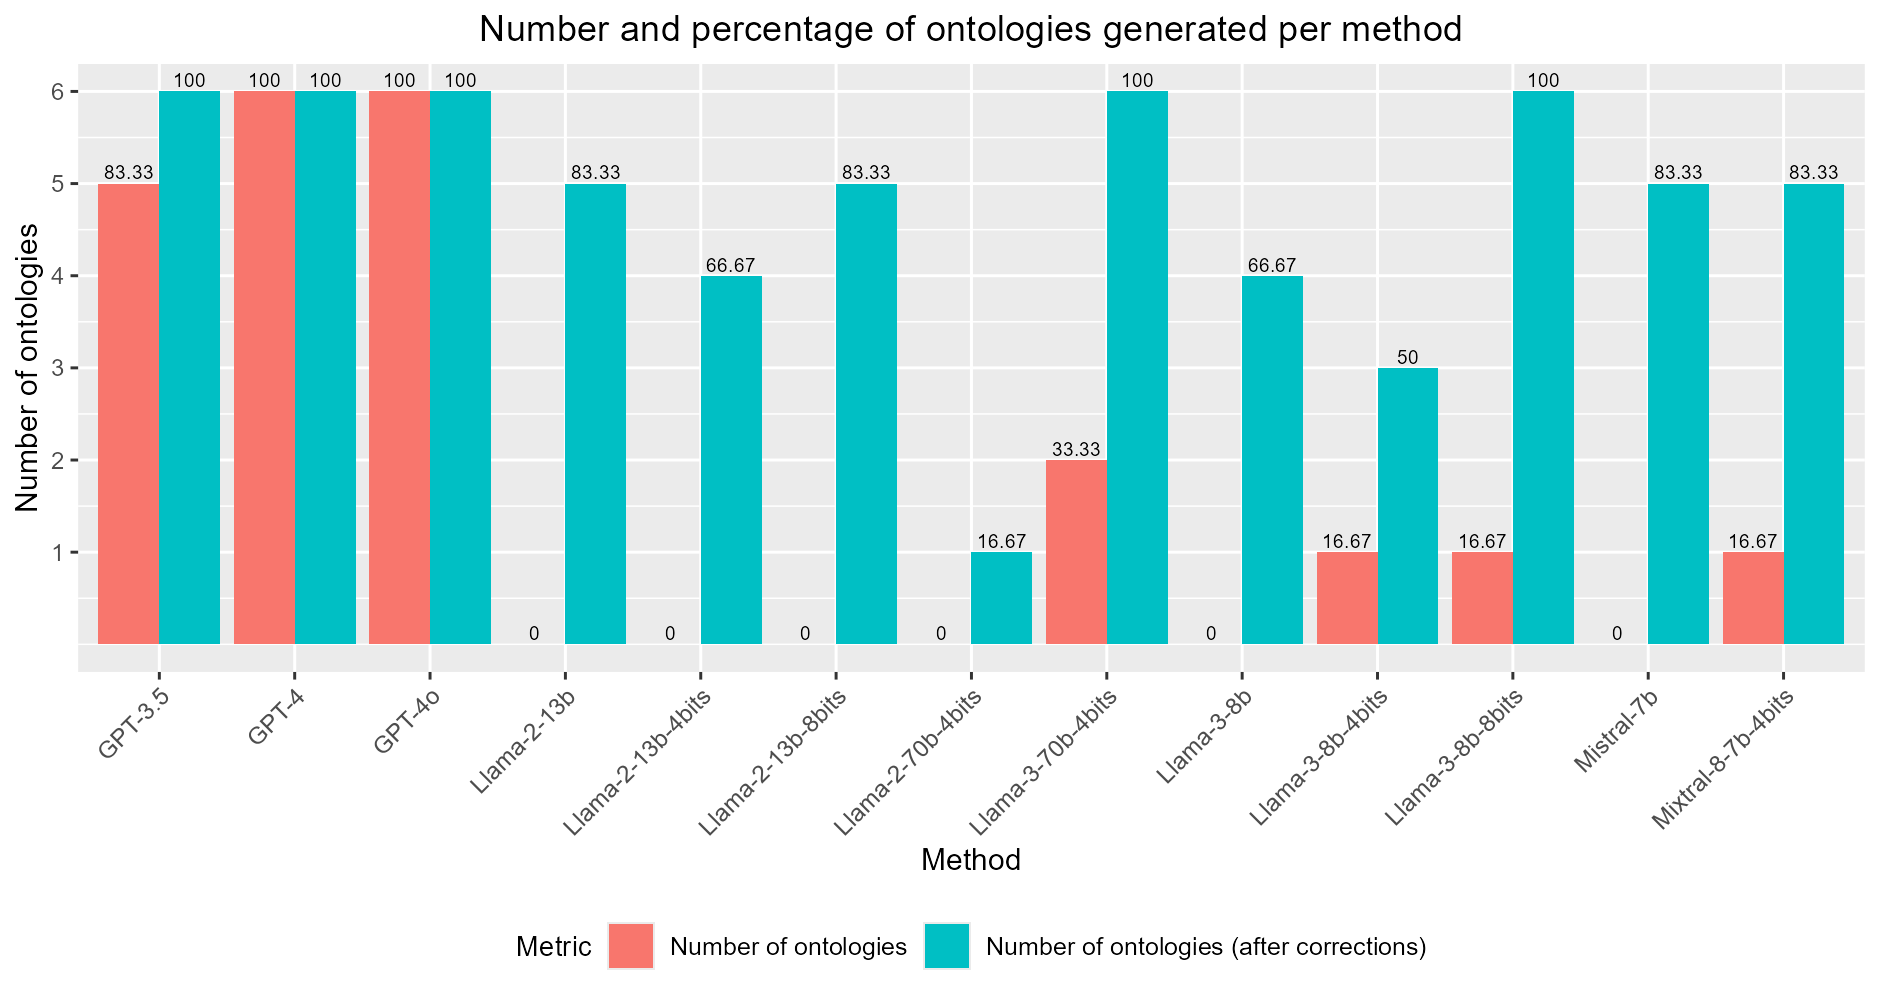 Number and percentage of ontologies generated per method
Number of ontologies
6
5
4
3
2
1
83.33
100
100
100
100
100
0
83.33
0
66.67
0
83.33
0
16.67
33.33
100
0
66.67
16.67
50
16.67
100
0
83.33
16.67
83.33
GPT-3.5
GPT-4
GPT-4o
Llama-2-13b
Llama-2-13b-4bits
Llama-2-13b-8bits
Llama-2-70b-4bits
Llama-3-70b-4bits
Llama-3-8b
Llama-3-8b-4bits
Llama-3-8b-8bits
Mistral-7b
Mixtral-8-7b-4bits
Method
Metric
Number of ontologies
Number of ontologies (after corrections)